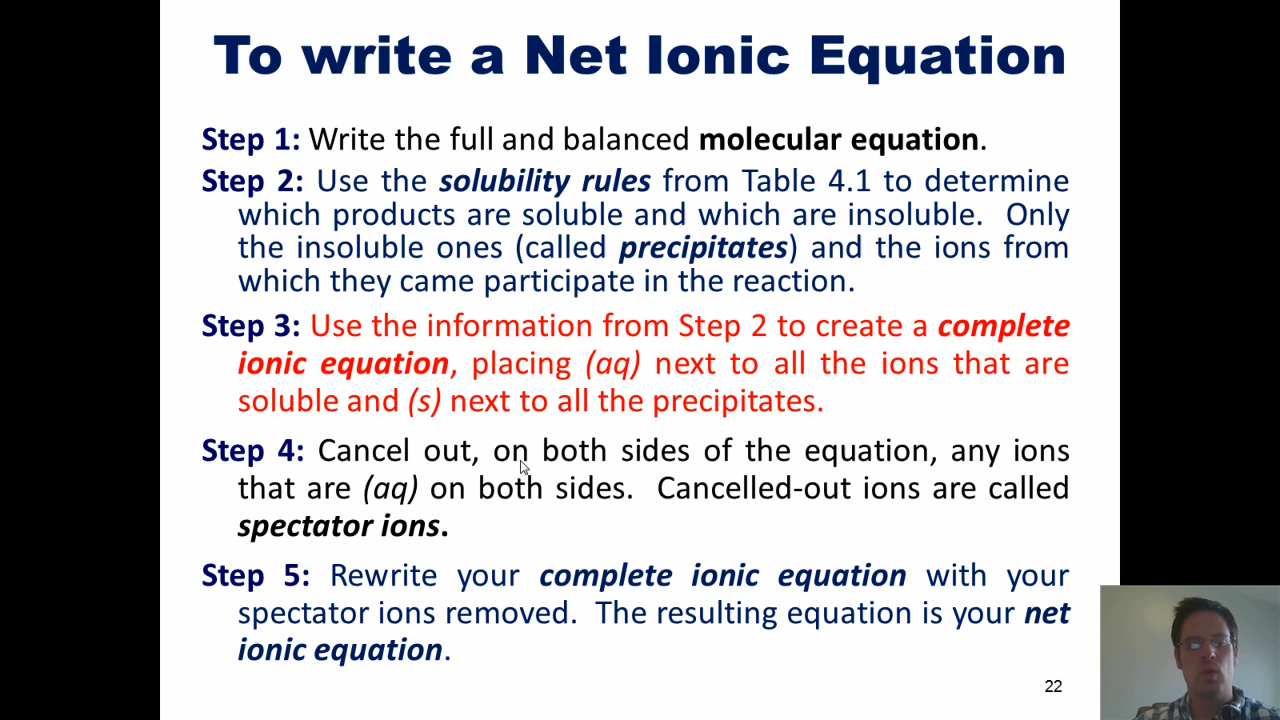 To write a Net Ionic Equation
Step 1: Write the full and balanced molecular equation.
Step 2: Use the solubility rules from Table 4.1 to determine
which products are soluble and which are insoluble. Only
the insoluble ones (called precipitates) and the ions from
which they came participate in the reaction.
Step 3: Use the information from Step 2 to create a complete
ionic equation, placing (aq) next to all the ions that are
soluble and (s) next to all the precipitates.
Step 4: Cancel out, on both sides of the equation, any ions
that are (aq) on both sides. Cancelled-out ions are called
spectator ions.
Step 5: Rewrite your complete ionic equation with your
spectator ions removed. The resulting equation is your net
ionic equation.
22